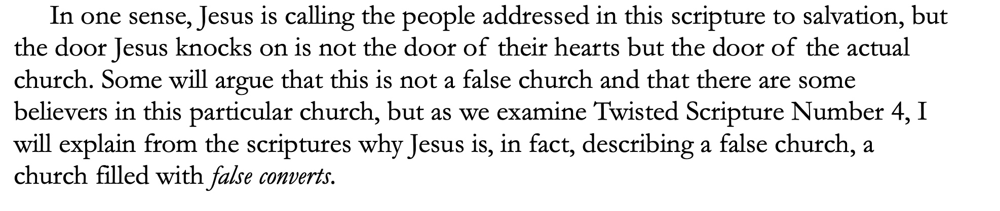 In one sense, Jesus is calling the people addressed in this scripture to salvation, but
the door Jesus knocks on is not the door of their hearts but the door of the actual
church. Some will argue that this is not a false church and that there are some
believers in this particular church, but as we examine Twisted Scripture Number 4, I
will explain from the scriptures why Jesus is, in fact, describing a false church, a
church filled with false converts.